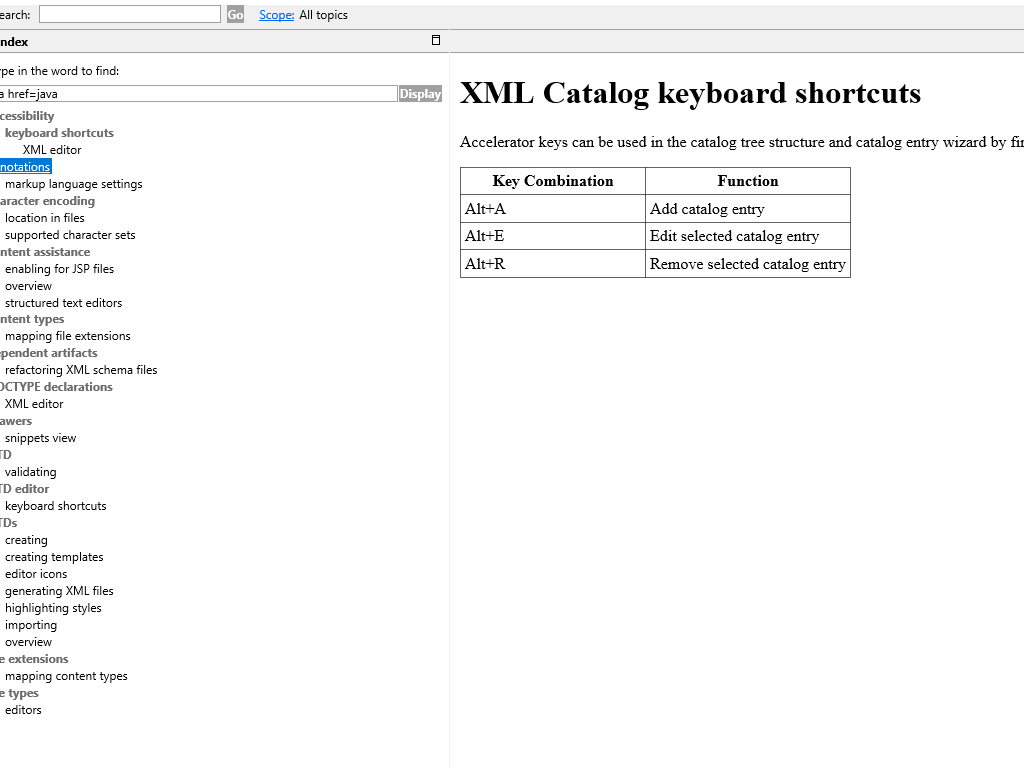 earch:
Go
Scope:
All topics
ndex
ype in the word to find:
a href=java
Display
cessibility
keyboard shortcuts
XML editor
notations
markup language settings
aracter encoding
location in files
supported character sets
ntent assistance
enabling for JSP files
overview
structured text editors
ntent types
mapping file extensions
ependent artifacts
refactoring XML schema files
OCTYPE declarations
XML editor
awers
snippets view
TD
validating
TD editor
keyboard shortcuts
TDs
creating
creating templates
editor icons
generating XML files
highlighting styles
importing
overview
e extensions
mapping content types
e types
editors
XML Catalog keyboard shortcuts
Accelerator keys can be used in the catalog tree structure and catalog entry wizard by fir
Key Combination Function
Alt+A Add catalog entry
Alt+E Edit selected catalog entry
Alt+R Remove selected catalog entry